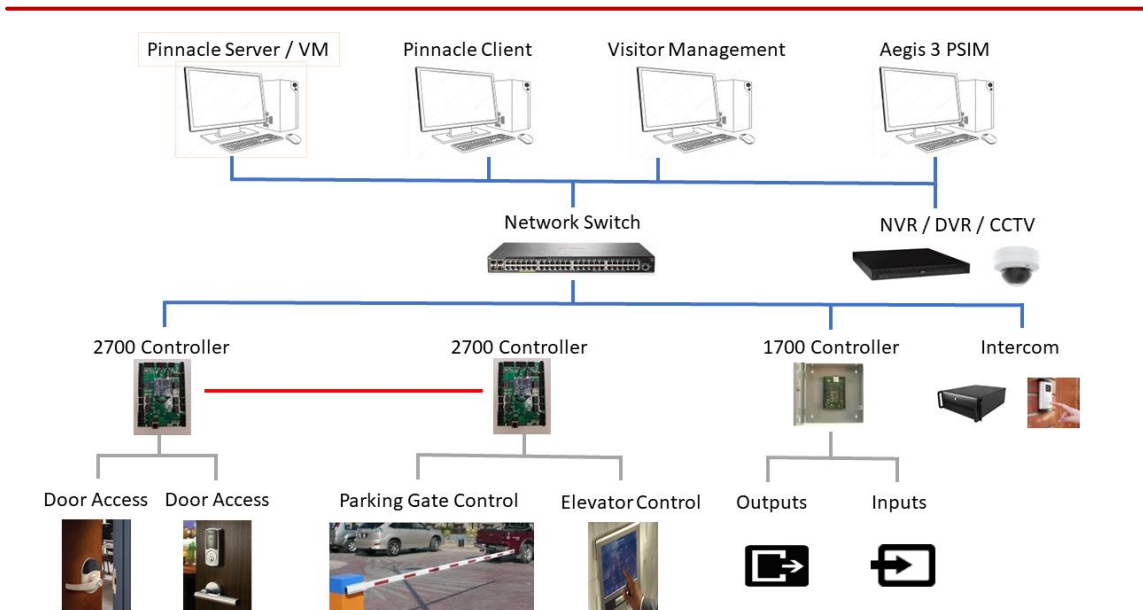 Pinnacle Server / VM
Pinnacle Client
Visitor Management
Aegis 3 PSIM
Network Switch
NVR / DVR / CCTV
2700 Controller
2700 Controller
1700 Controller
Intercom
Door Access
Door Access
Parking Gate Control
Elevator Control
Outputs
Inputs